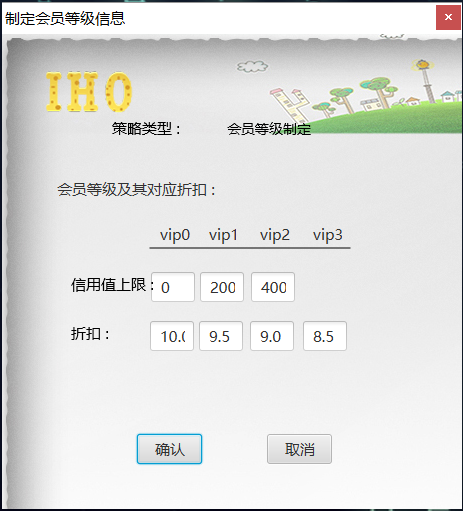 制定会员等级信息
IHO
策略类型： 会员等级制定
会员等级及其对应折扣：
vip0 vip1 vip2 vip3
信用值上限： 0 200 400
折扣： 10.0 9.5 9.0 8.5
确认 取消